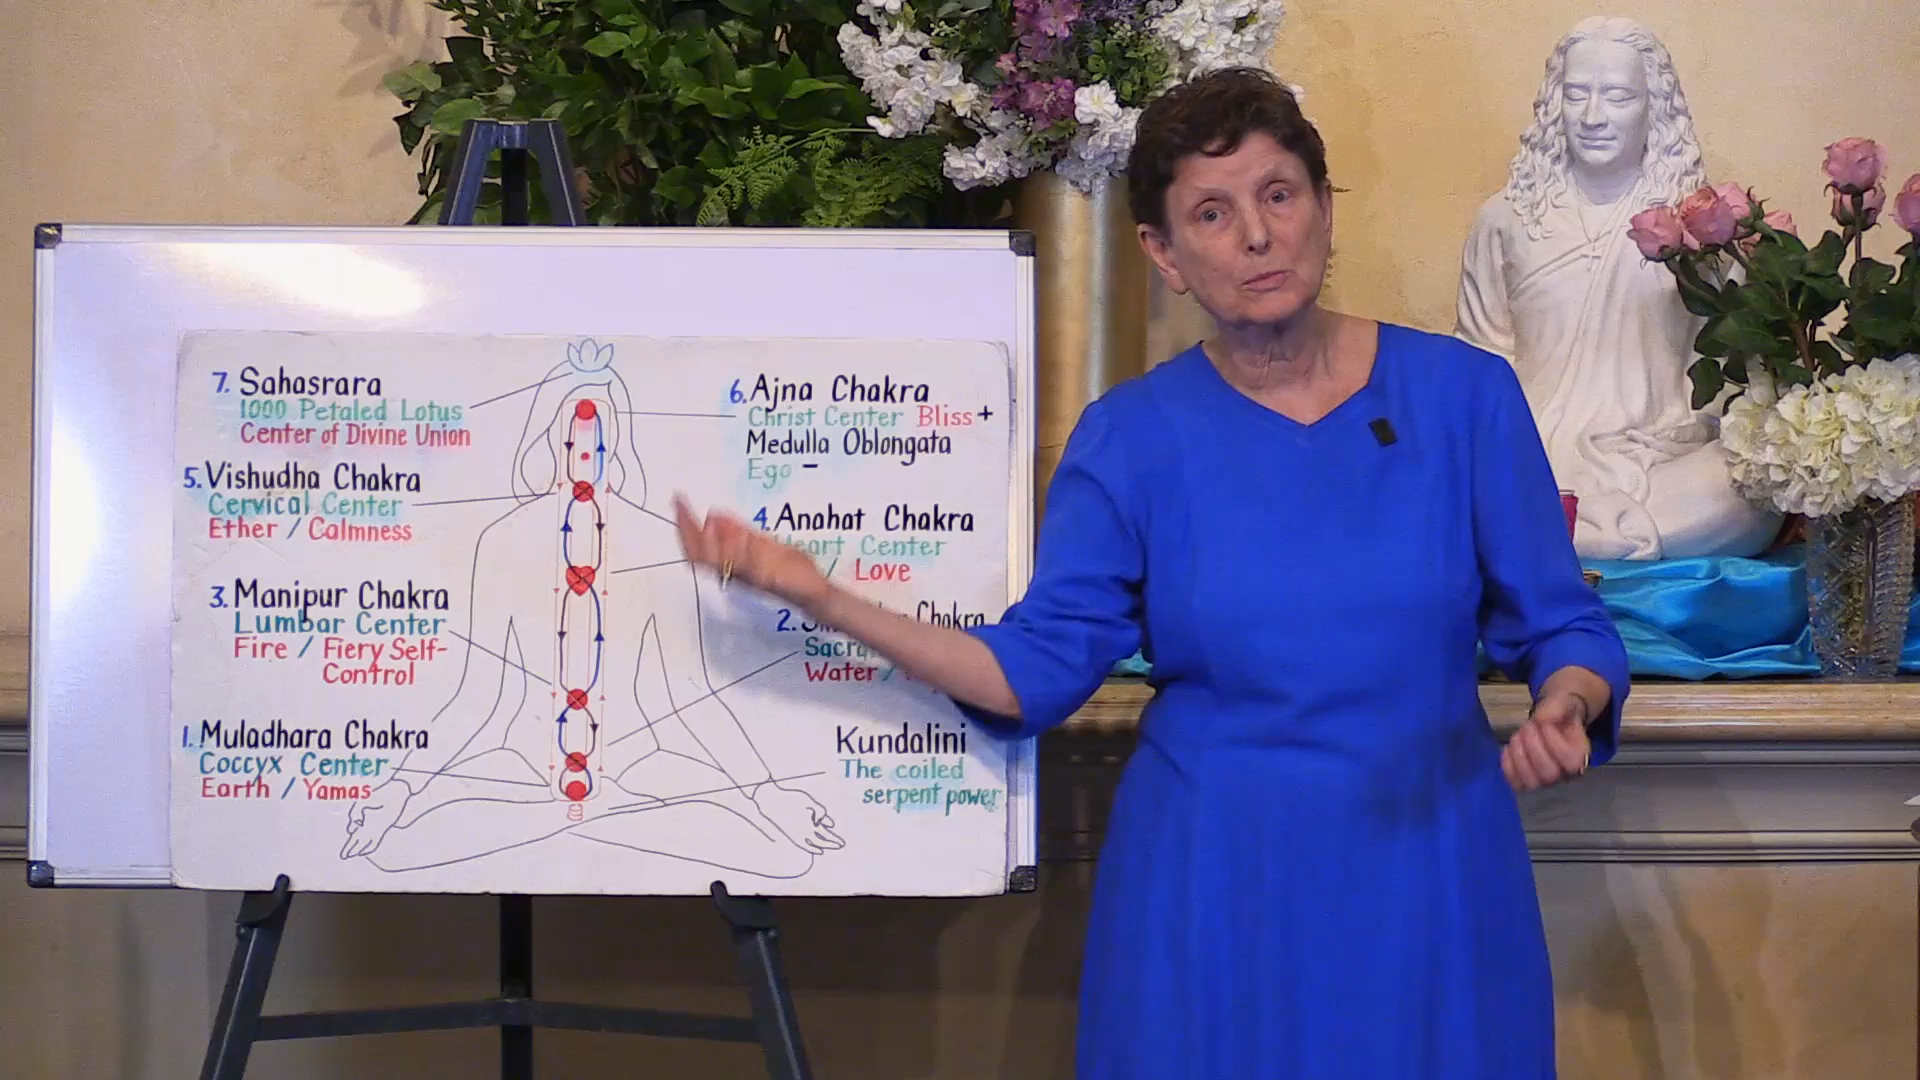 7. Sahasrara
1000 Petaled Lotus
Center of Divine Union
6. Ajna Chakra
Christ Center Bliss +
Medulla Oblongata
Ego -
5. Vishudha Chakra
Cervical Center
Ether / Calmness
4. Anahat Chakra
Heart Center
/ Love
3. Manipur Chakra
Lumbar Center
Fire / Fiery Self-
Control
2. Chakra
Water /
1. Muladhara Chakra
Coccyx Center
Earth / Yamas
Kundalini
The coiled
serpent power